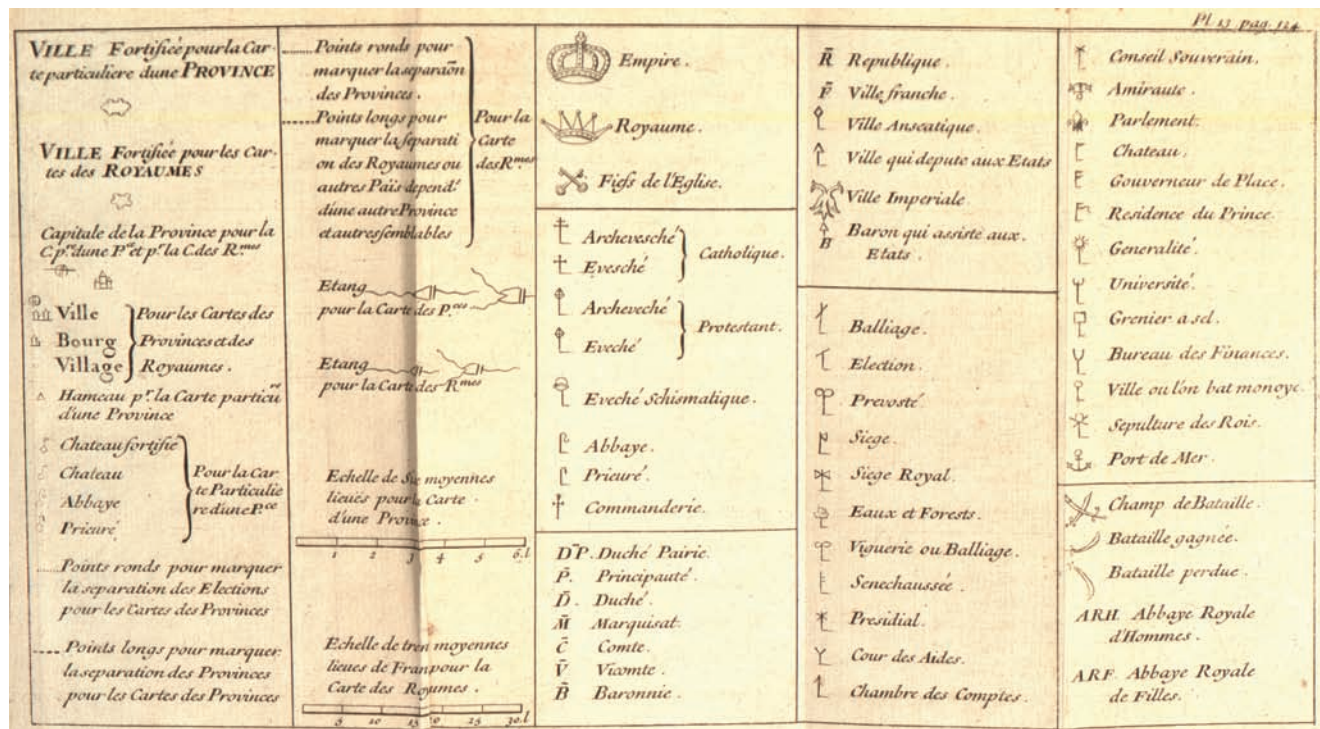 Pl. 23 pag. 124
VILLE Fortifiée pour la Car-
te particuliere dune PROVINCE
VILLE Fortifiée pour les Car-
tes des ROYAUMES
Capitale de la Province pour la
C. pre. dune Pce. et pr. la C. des R.mes
Ville
Bourg
Village
Pour les Cartes des
Provinces et des
Royaumes.
Hameau pr. la Carte particu
d'une Province
Chateau fortifié
Chateau
Abbaye
Prieuré
Pour la Car-
te Particulie
re d'une P.ce
Points ronds pour marquer
la separation des Elections
pour les Cartes des Provinces
Points longs pour marquer
la separation des Provinces
pour les Cartes des Provinces
Points ronds pour
marquer la separaõn
des Provinces.
Points longs pour
marquer la separati
on des Royaumes ou
autres Païs depend.
d'une autre Province
et autres semblables
Pour la
Carte
des R.mes
Etang
pour la Carte des P.ces
Etang
pour la Carte des R.mes
Echelle de Six moyennes
lieües pour la Carte
d'une Province.
1 2 3 4 5 6.l
Echelle de tren moyennes
lieues de Fran pour la
Carte des Royumes.
5 10 15 20 25 30.l
Empire.
Royaume.
Fiefs de l'Eglise.
Archevesché
Evesché
Catholique.
Archeveché
Eveché
Protestant.
Eveché Schismatique.
Abbaye.
Prieuré.
Commanderie.
D̄P. Duché Pairie.
P̄. Principauté.
D̄. Duché.
M̄ Marquisat.
C̄ Comte.
V̄ Vicomte.
B̄ Baronnie.
R̄ Republique.
F̄ Ville franche.
Ville Anseatique.
Ville qui depute aux Etats
Ville Imperiale
B Baron qui assiste aux.
Etats.
Balliage.
Election.
Prevosté
Siege.
Siege Royal.
Eaux et Forests.
Viguerie ou Balliage.
Senechaussée.
Presidial.
Cour des Aides.
Chambre des Comptes.
Conseil Souverain.
Amirauté.
Parlement.
Chateau.
Gouverneur de Place.
Residence du Prince.
Generalité.
Université.
Grenier a sel.
Bureau des Finances.
Ville ou l'on bat monoye.
Sepulture des Rois.
Port de Mer.
Champ de Bataille.
Bataille gagnée.
Bataille perdue.
ARH. Abbaye Royale
d'Hommes.
ARF. Abbaye Royale
de Filles.